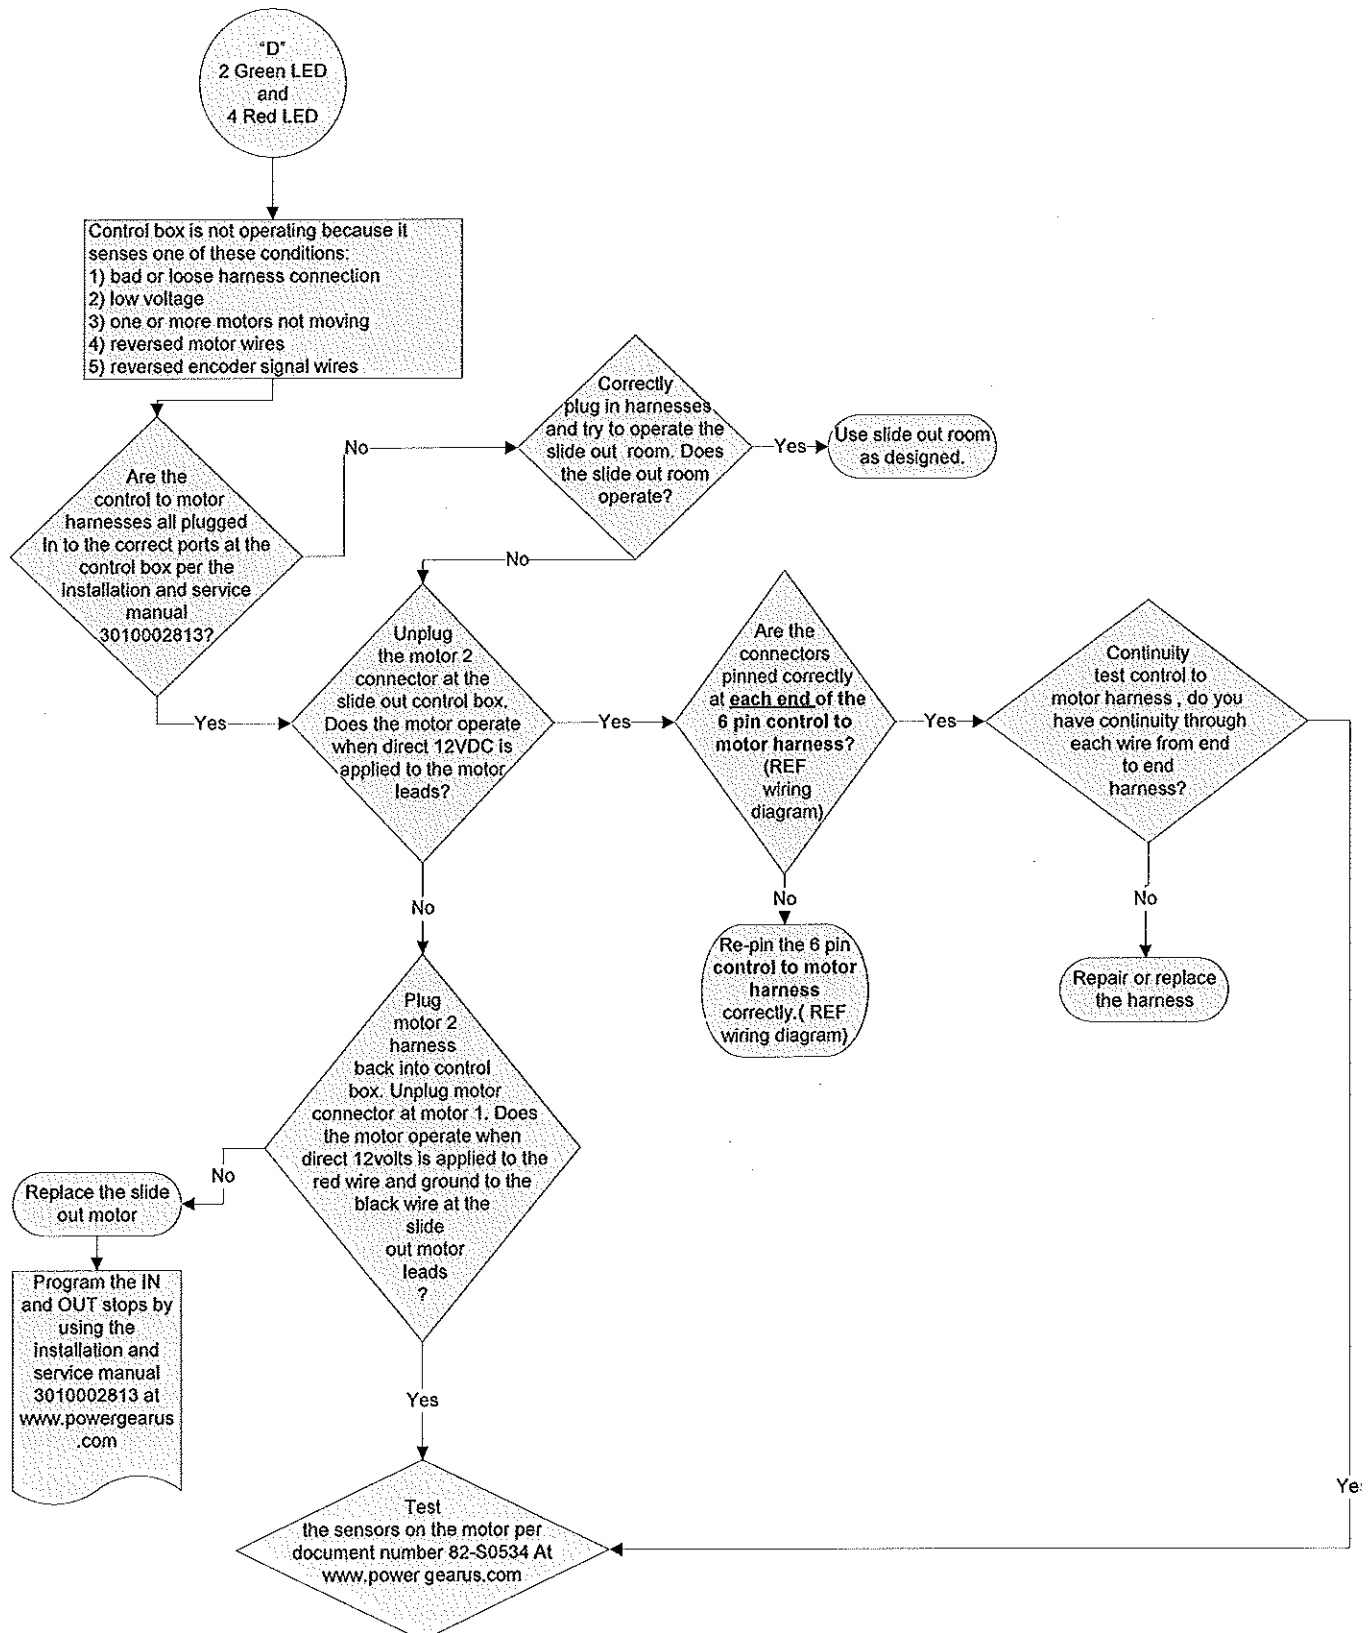 "D"
2 Green LED
and
4 Red LED
Control box is not operating because it
senses one of these conditions:
1) bad or loose harness connection
2) low voltage
3) one or more motors not moving
4) reversed motor wires
5) reversed encoder signal wires
Are the
control to motor
harnesses all plugged
In to the correct ports at the
control box per the
installation and service
manual
3010002813?
No
Correctly
plug in harnesses
and try to operate the
slide out room. Does
the slide out room
operate?
Yes
Use slide out room
as designed.
No
Yes
Unplug
the motor 2
connector at the
slide out control box.
Does the motor operate
when direct 12VDC is
applied to the motor
leads?
Yes
Are the
connectors
pinned correctly
at each end of the
6 pin control to
motor harness?
(REF
wiring
diagram)
Yes
Continuity
test control to
motor harness , do you
have continuity through
each wire from end
to end
harness?
No
Re-pin the 6 pin
control to motor
harness
correctly.( REF
wiring diagram)
No
Repair or replace
the harness
No
Plug
motor 2
harness
back into control
box. Unplug motor
connector at motor 1. Does
the motor operate when
direct 12volts is applied to the
red wire and ground to the
black wire at the
slide
out motor
leads
?
No
Replace the slide
out motor
Program the IN
and OUT stops by
using the
installation and
service manual
3010002813 at
www.powergearus
.com
Yes
Yes
Test
the sensors on the motor per
document number 82-S0534 At
www.power gearus.com